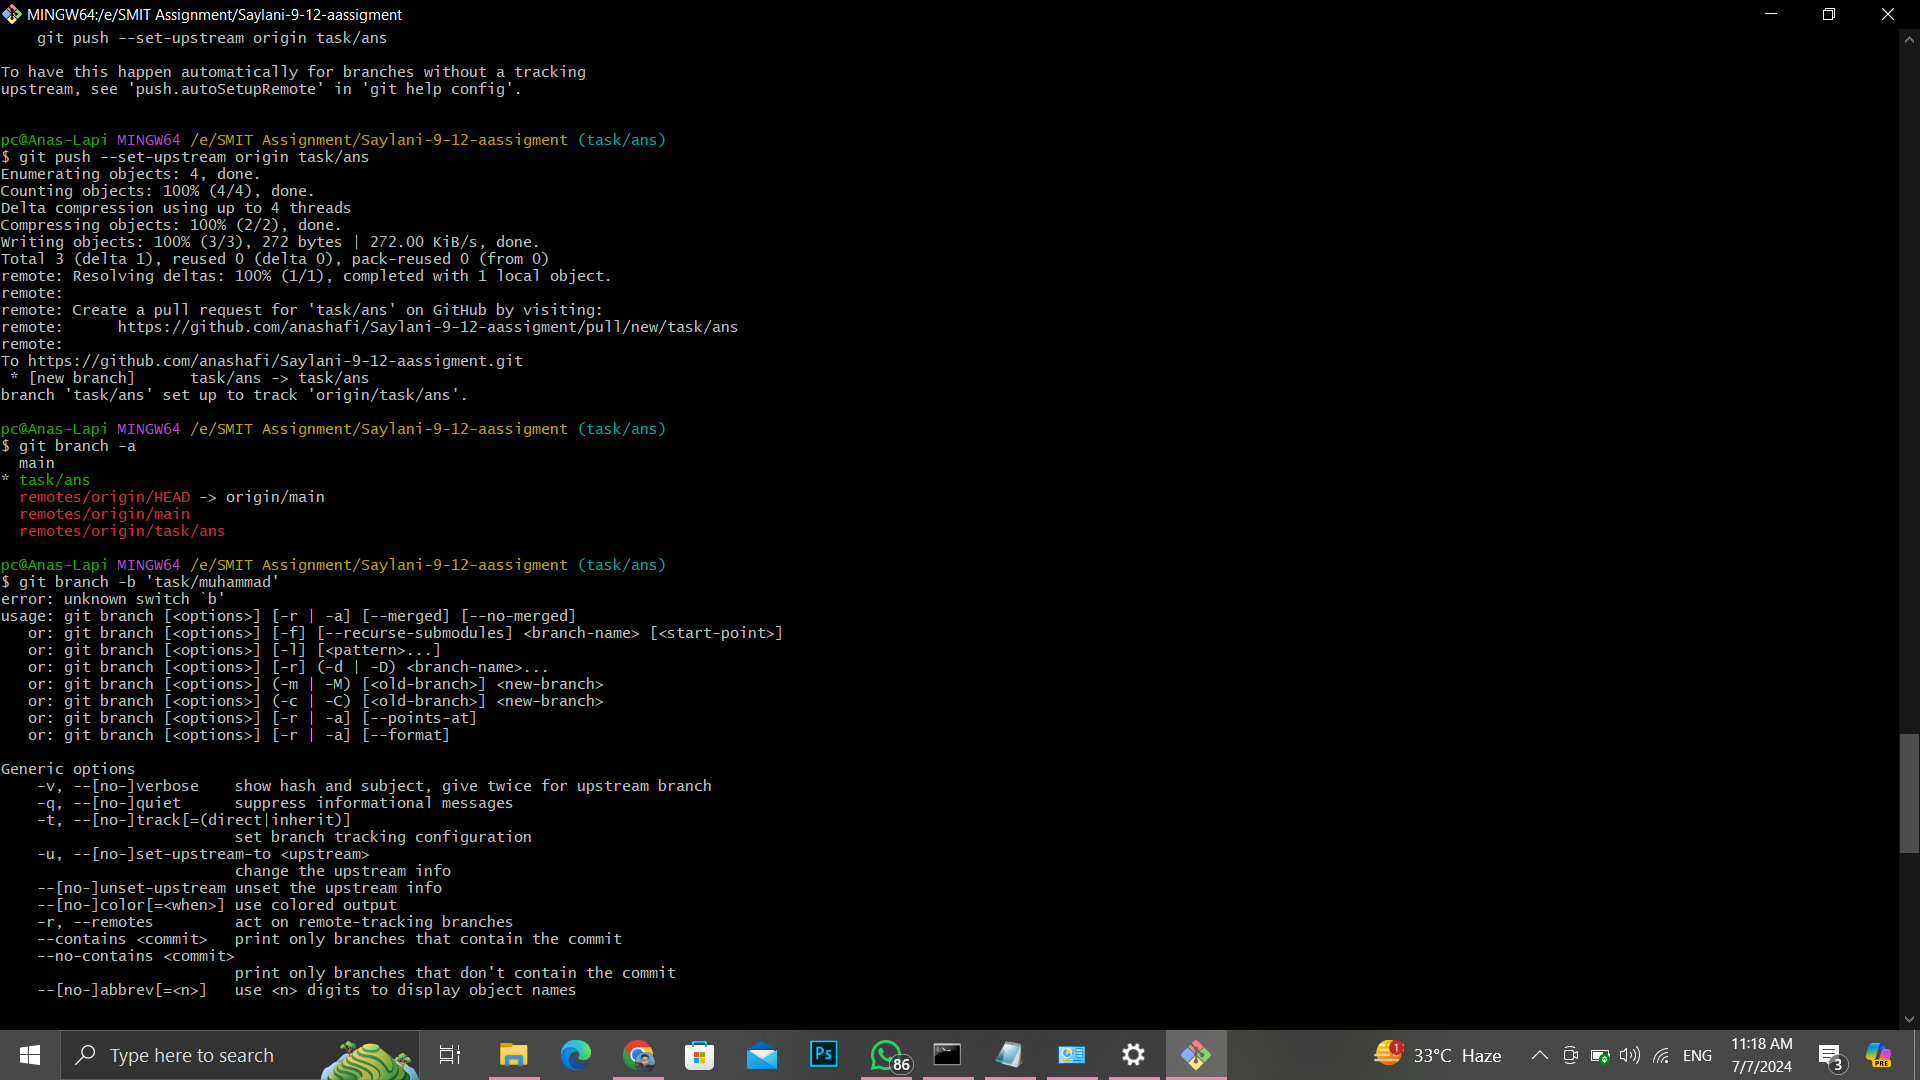 MINGW64:/e/SMIT Assignment/Saylani-9-12-aassigment
    git push --set-upstream origin task/ans
To have this happen automatically for branches without a tracking
upstream, see 'push.autoSetupRemote' in 'git help config'.
pc@Anas-Lapi MINGW64 /e/SMIT Assignment/Saylani-9-12-aassigment (task/ans)
$ git push --set-upstream origin task/ans
Enumerating objects: 4, done.
Counting objects: 100% (4/4), done.
Delta compression using up to 4 threads
Compressing objects: 100% (2/2), done.
Writing objects: 100% (3/3), 272 bytes | 272.00 KiB/s, done.
Total 3 (delta 1), reused 0 (delta 0), pack-reused 0 (from 0)
remote: Resolving deltas: 100% (1/1), completed with 1 local object.
remote:
remote: Create a pull request for 'task/ans' on GitHub by visiting:
remote:      https://github.com/anashafi/Saylani-9-12-aassigment/pull/new/task/ans
remote:
To https://github.com/anashafi/Saylani-9-12-aassigment.git
 * [new branch]      task/ans -> task/ans
branch 'task/ans' set up to track 'origin/task/ans'.
pc@Anas-Lapi MINGW64 /e/SMIT Assignment/Saylani-9-12-aassigment (task/ans)
$ git branch -a
  main
* task/ans
  remotes/origin/HEAD -> origin/main
  remotes/origin/main
  remotes/origin/task/ans
pc@Anas-Lapi MINGW64 /e/SMIT Assignment/Saylani-9-12-aassigment (task/ans)
$ git branch -b 'task/muhammad'
error: unknown switch `b'
usage: git branch [<options>] [-r | -a] [--merged] [--no-merged]
   or: git branch [<options>] [-f] [--recurse-submodules] <branch-name> [<start-point>]
   or: git branch [<options>] [-l] [<pattern>...]
   or: git branch [<options>] [-r] (-d | -D) <branch-name>...
   or: git branch [<options>] (-m | -M) [<old-branch>] <new-branch>
   or: git branch [<options>] (-c | -C) [<old-branch>] <new-branch>
   or: git branch [<options>] [-r | -a] [--points-at]
   or: git branch [<options>] [-r | -a] [--format]
Generic options
    -v, --[no-]verbose    show hash and subject, give twice for upstream branch
    -q, --[no-]quiet      suppress informational messages
    -t, --[no-]track[=(direct|inherit)]
                          set branch tracking configuration
    -u, --[no-]set-upstream-to <upstream>
                          change the upstream info
    --[no-]unset-upstream unset the upstream info
    --[no-]color[=<when>] use colored output
    -r, --remotes         act on remote-tracking branches
    --contains <commit>   print only branches that contain the commit
    --no-contains <commit>
                          print only branches that don't contain the commit
    --[no-]abbrev[=<n>]   use <n> digits to display object names
Type here to search
Ps
86
1
33°C Haze
ENG
11:18 AM
7/7/2024
3
PRE